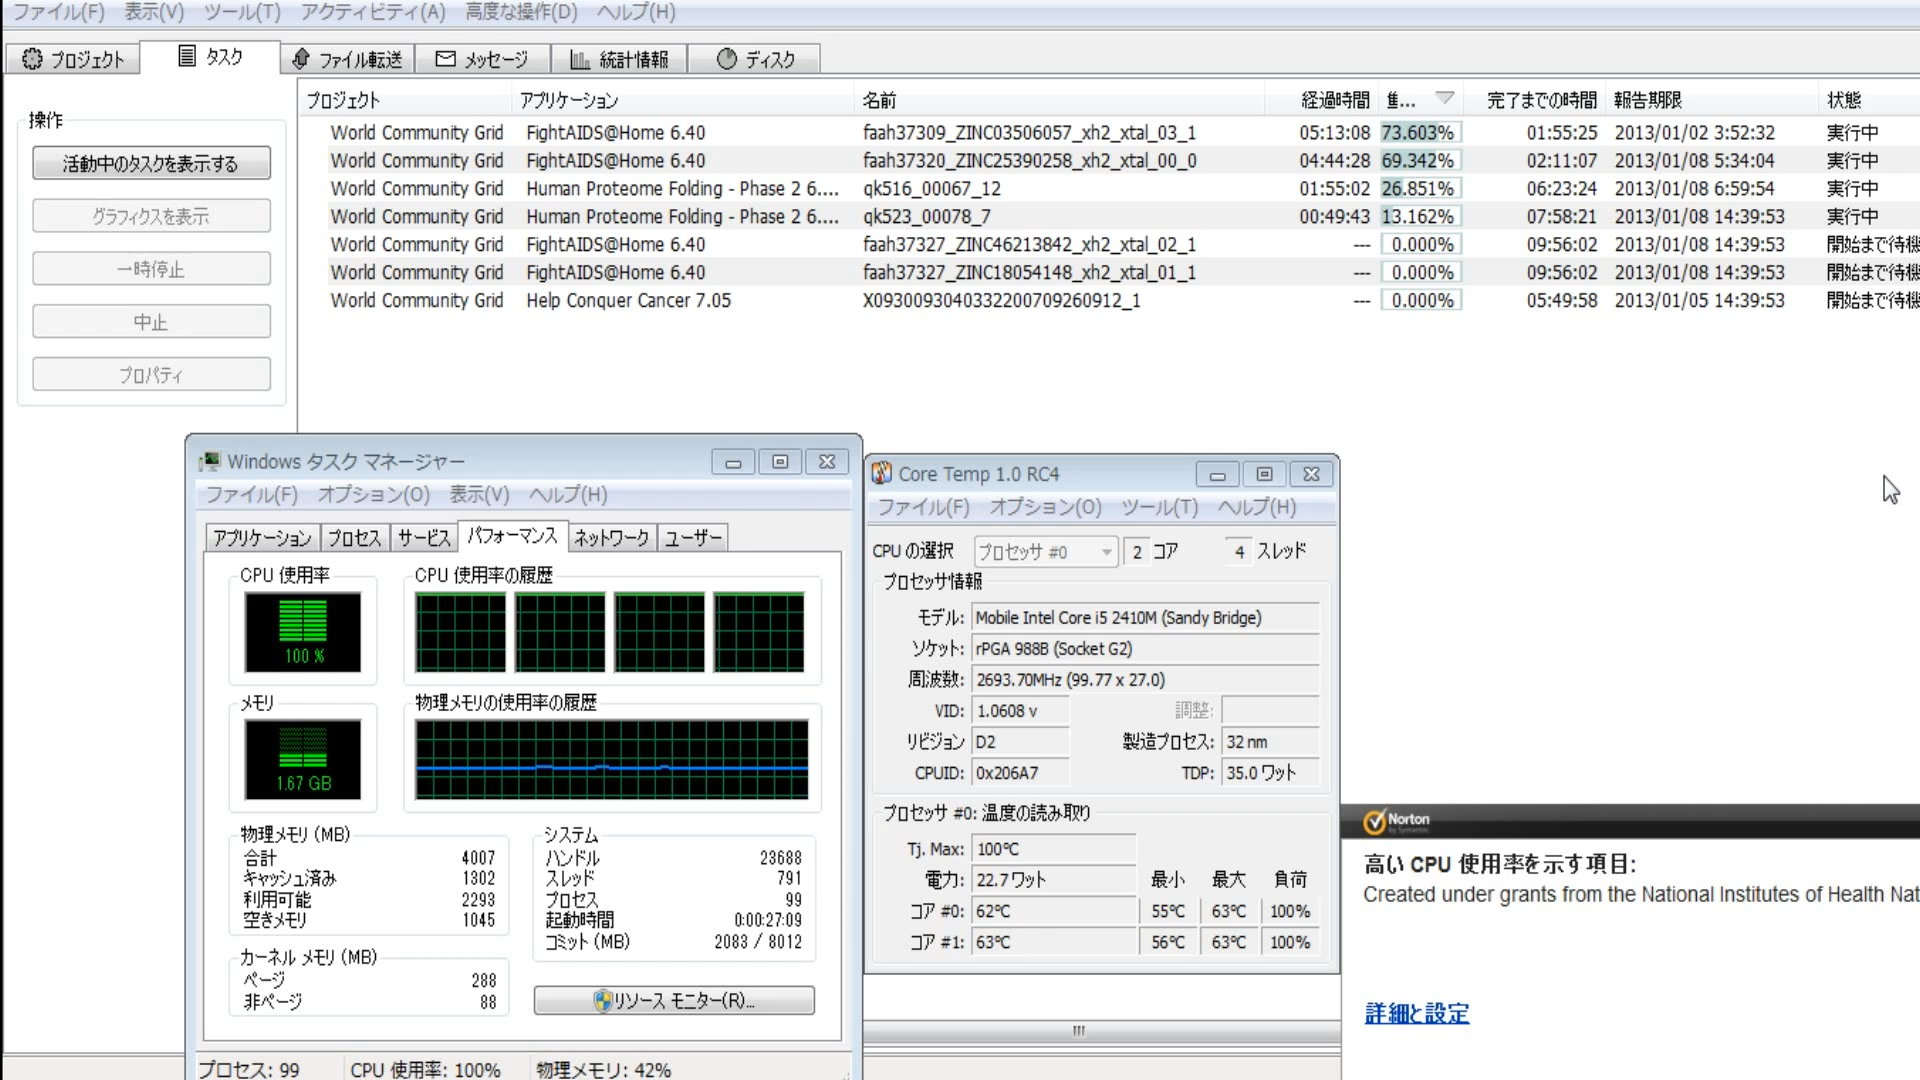 ファイル(F) 表示(V) ツール(T) アクティビティ(A) 高度な操作(D) ヘルプ(H)
プロジェクト タスク ファイル転送 メッセージ 統計情報 ディスク
操作
活動中のタスクを表示する
グラフィクスを表示
一時停止
中止
プロパティ
プロジェクト アプリケーション 名前 経過時間 進... 完了までの時間 報告期限 状態
World Community Grid FightAIDS@Home 6.40 faah37309_ZINC03506057_xh2_xtal_03_1 05:13:08 73.603% 01:55:25 2013/01/02 3:52:32 実行中
World Community Grid FightAIDS@Home 6.40 faah37320_ZINC25390258_xh2_xtal_00_0 04:44:28 69.342% 02:11:07 2013/01/08 5:34:04 実行中
World Community Grid Human Proteome Folding - Phase 2 6.... qk516_00067_12 01:55:02 26.851% 06:23:24 2013/01/08 6:59:54 実行中
World Community Grid Human Proteome Folding - Phase 2 6.... qk523_00078_7 00:49:43 13.162% 07:58:21 2013/01/08 14:39:53 実行中
World Community Grid FightAIDS@Home 6.40 faah37327_ZINC46213842_xh2_xtal_02_1 --- 0.000% 09:56:02 2013/01/08 14:39:53 開始まで待機
World Community Grid FightAIDS@Home 6.40 faah37327_ZINC18054148_xh2_xtal_01_1 --- 0.000% 09:56:02 2013/01/08 14:39:53 開始まで待機
World Community Grid Help Conquer Cancer 7.05 X0930093040332200709260912_1 --- 0.000% 05:49:58 2013/01/05 14:39:53 開始まで待機
Windows タスク マネージャー
ファイル(F) オプション(O) 表示(V) ヘルプ(H)
アプリケーション プロセス サービス パフォーマンス ネットワーク ユーザー
CPU 使用率 CPU 使用率の履歴
100 %
メモリ 物理メモリの使用率の履歴
1.67 GB
物理メモリ (MB)
合計 4007
キャッシュ済み 1302
利用可能 2293
空きメモリ 1045
カーネル メモリ (MB)
ページ 288
非ページ 88
システム
ハンドル 23688
スレッド 791
プロセス 99
起動時間 0:00:27:09
コミット (MB) 2083 / 8012
リソース モニター(R)...
プロセス: 99 CPU 使用率: 100% 物理メモリ: 42%
Core Temp 1.0 RC4
ファイル(F) オプション(O) ツール(T) ヘルプ(H)
CPU の選択 プロセッサ #0 2 コア 4 スレッド
プロセッサ情報
モデル: Mobile Intel Core i5 2410M (Sandy Bridge)
ソケット: rPGA 988B (Socket G2)
周波数: 2693.70MHz (99.77 x 27.0)
VID: 1.0608 v 調整:
リビジョン D2 製造プロセス: 32 nm
CPUID: 0x206A7 TDP: 35.0 ワット
プロセッサ #0: 温度の読み取り
Tj. Max: 100℃
電力: 22.7 ワット 最小 最大 負荷
コア #0: 62℃ 55℃ 63℃ 100%
コア #1: 63℃ 56℃ 63℃ 100%
Norton
by Symantec
高い CPU 使用率を示す項目:
Created under grants from the National Institutes of Health Nat
詳細と設定